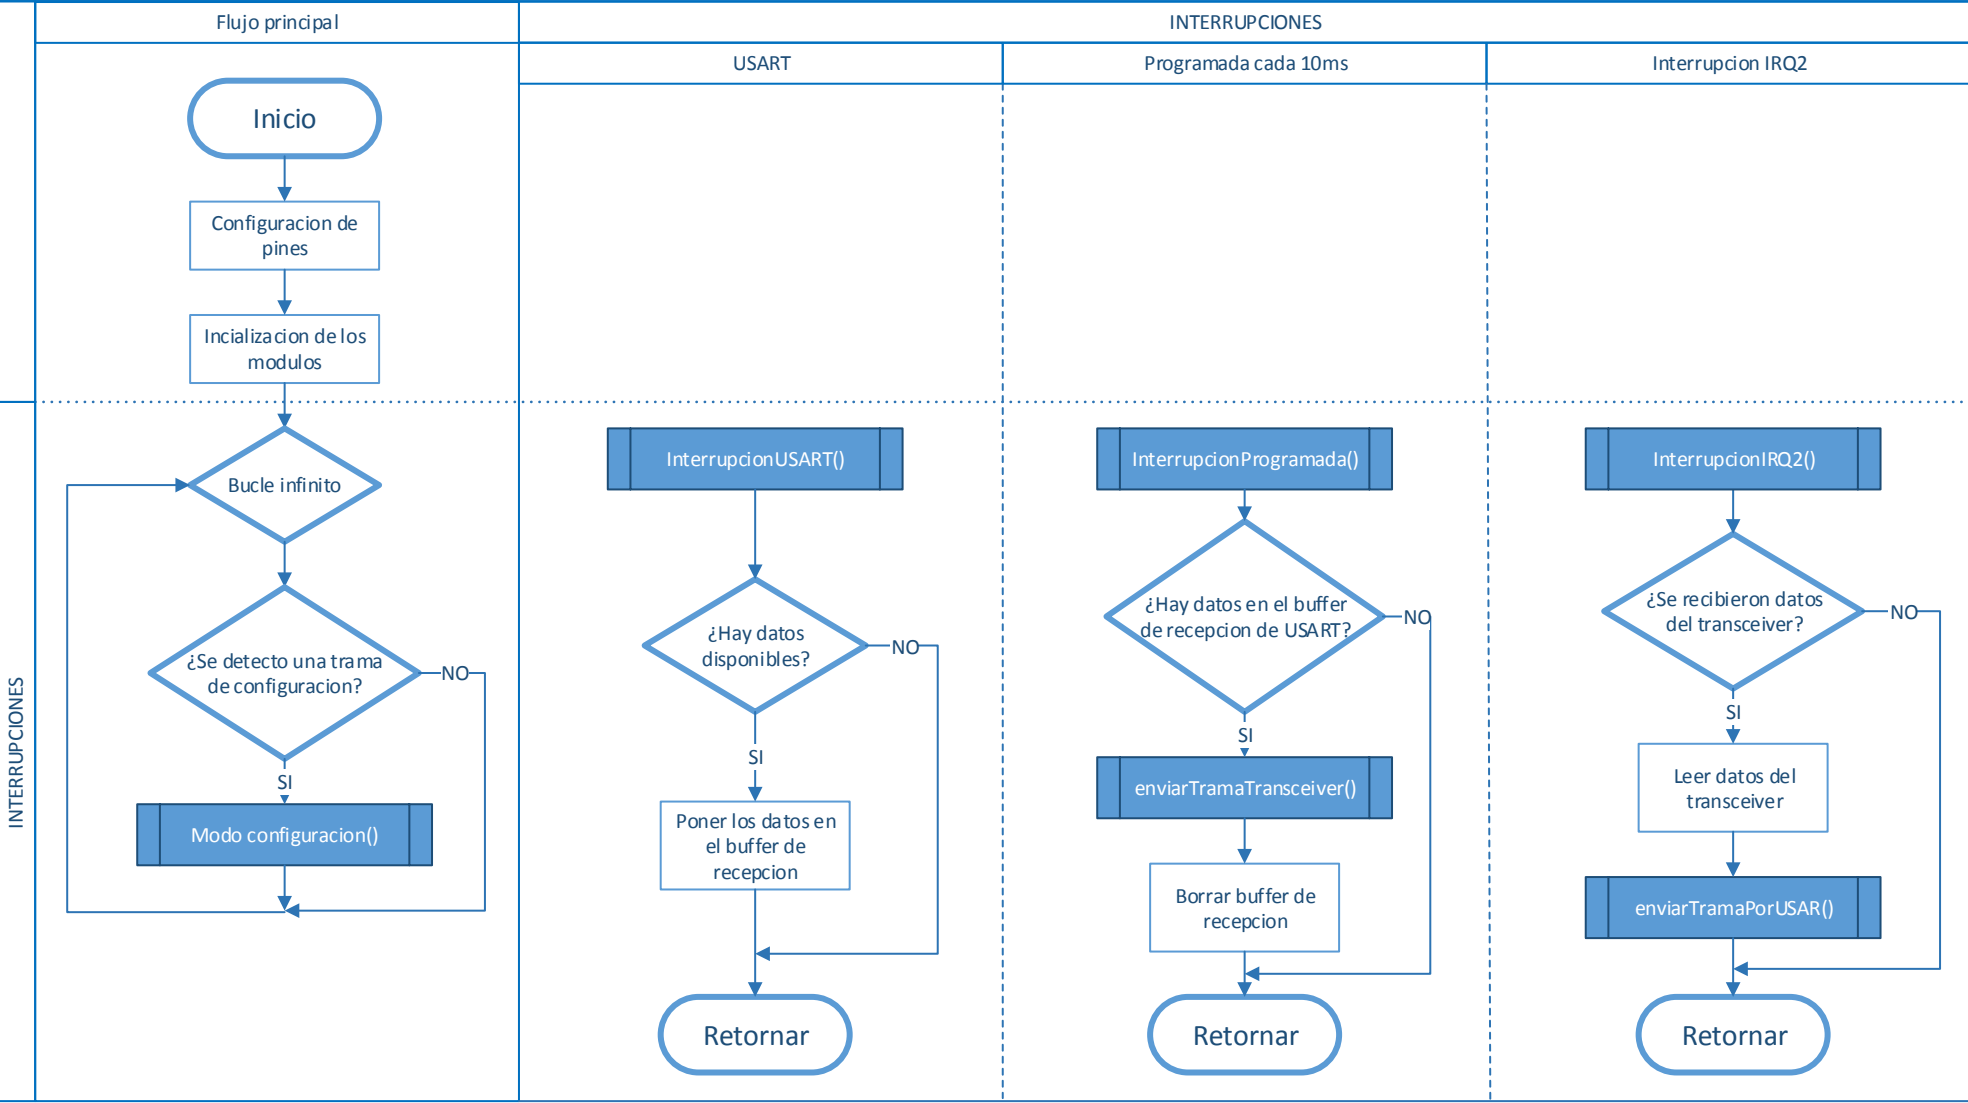 Flujo principal
INTERRUPCIONES
USART
Programada cada 10ms
Interrupcion IRQ2
Inicio
Configuracion de
pines
Incializacion de los
modulos
INTERRUPCIONES
Bucle infinito
¿Se detecto una trama
de configuracion?
NO
SI
Modo configuracion()
InterrupcionUSART()
¿Hay datos
disponibles?
NO
SI
Poner los datos en
el buffer de
recepcion
Retornar
InterrupcionProgramada()
¿Hay datos en el buffer
de recepcion de USART?
NO
SI
enviarTramaTransceiver()
Borrar buffer de
recepcion
Retornar
InterrupcionIRQ2()
¿Se recibieron datos
del transceiver?
NO
SI
Leer datos del
transceiver
enviarTramaPorUSAR()
Retornar